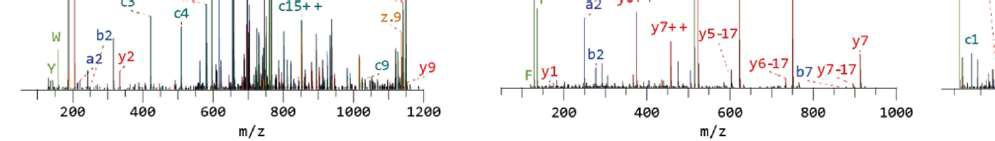 c3
c4
c15++
z.9
W
b2
a2
y2
Y
c9
y9
200 400 600 800 1000 1200
m/z
a2
y7++
y5-17
b2
F
y1
y6-17
b7
y7-17
y7
200 400 600 800 1000
m/z
c1